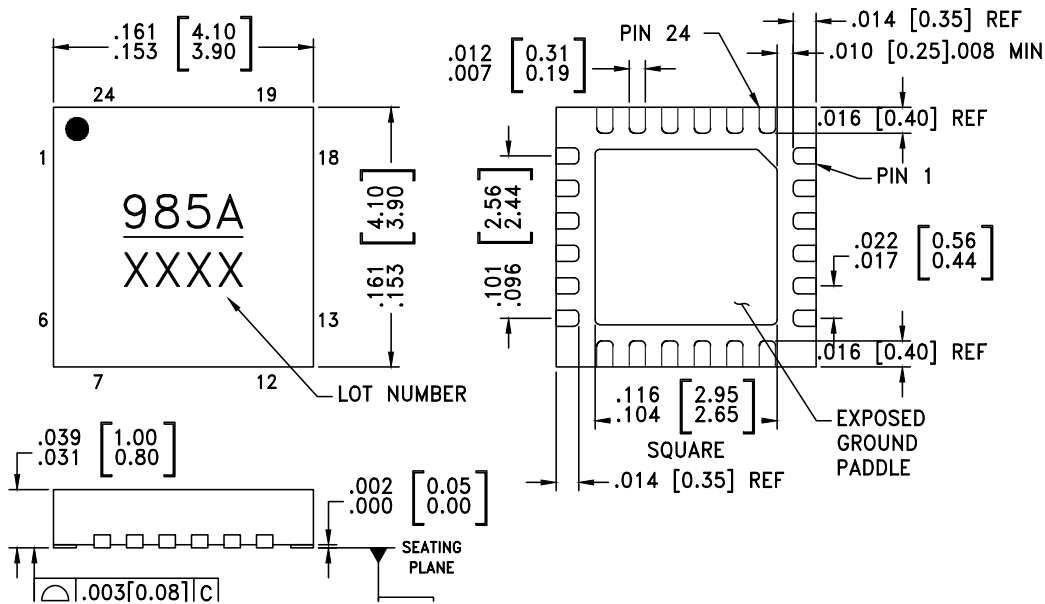 .161 [4.10]
.153 [3.90]
24 19
1 18
985A
XXXX
6 13
7 12
LOT NUMBER
.161 [4.10]
.153 [3.90]
PIN 24
.014 [0.35] REF
.010 [0.25].008 MIN
.012 [0.31]
.007 [0.19]
.016 [0.40] REF
PIN 1
.101 [2.56]
.096 [2.44]
.022 [0.56]
.017 [0.44]
.016 [0.40] REF
.116 [2.95]
.104 [2.65]
SQUARE
EXPOSED
GROUND
PADDLE
.014 [0.35] REF
.039 [1.00]
.031 [0.80]
.002 [0.05]
.000 [0.00]
SEATING
PLANE
.003[0.08] C